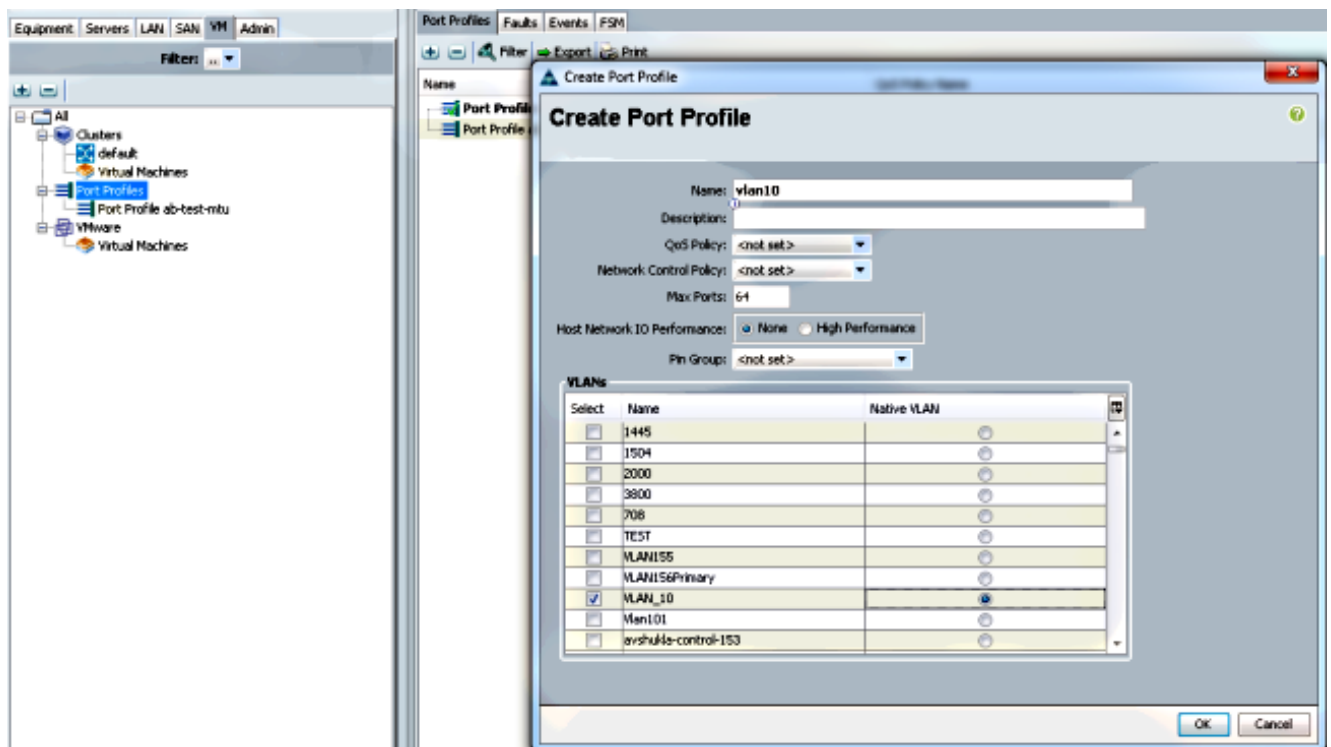 Equipment Servers LAN SAN VM Admin
Filter: ..
All
Clusters
default
Virtual Machines
Port Profiles
Port Profile ab-test-mtu
VMware
Virtual Machines
Port Profiles Faults Events FSM
Filter Export Print
Name
Port Profile
Port Profile
Create Port Profile
Create Port Profile
Name: vlan10
Description:
QoS Policy: <not set>
Network Control Policy: <not set>
Max Ports: 64
Host Network IO Performance: None High Performance
Pin Group: <not set>
VLANs
Select Name Native VLAN
1445
1504
2000
3800
708
TEST
VLAN155
VLAN156Primary
VLAN_10
Vlan101
avshukla-control-153
OK Cancel